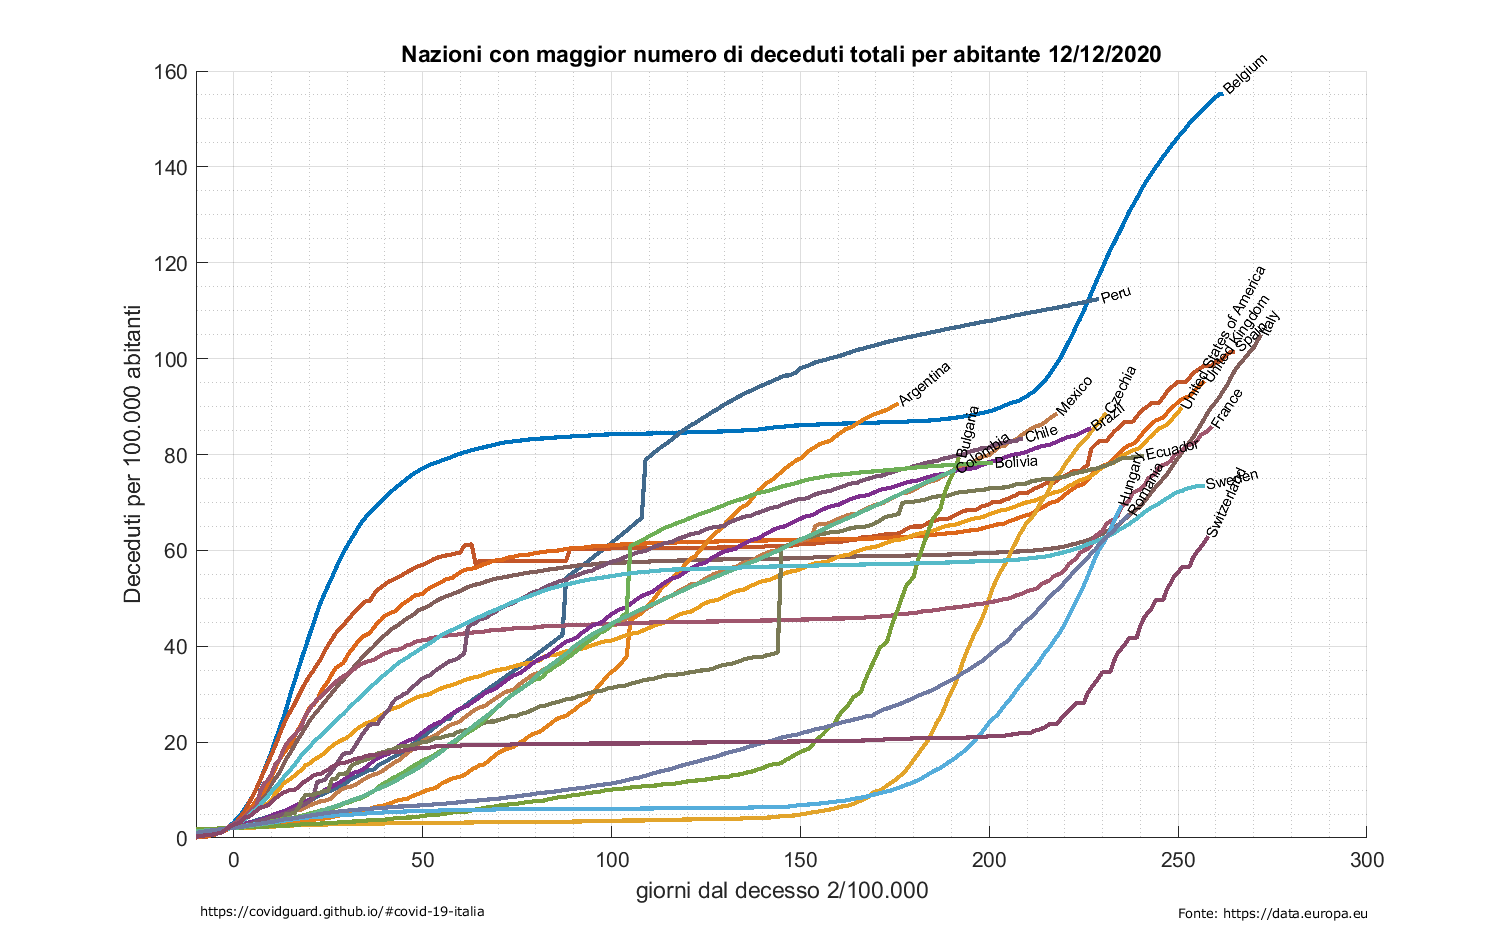 Nazioni con maggior numero di deceduti totali per abitante 12/12/2020
160
140
120
100
80
60
40
20
0
Deceduti per 100.000 abitanti
Belgium
Peru
Argentina
Bulgaria
Colombia
Bolivia
Chile
Mexico
Czechia
Brazil
Ecuador
Hungary
Romania
United States of America
United Kingdom
Spain
Italy
France
Sweden
Switzerland
0 50 100 150 200 250 300
giorni dal decesso 2/100.000
https://covidguard.github.io/#covid-19-italia
Fonte: https://data.europa.eu